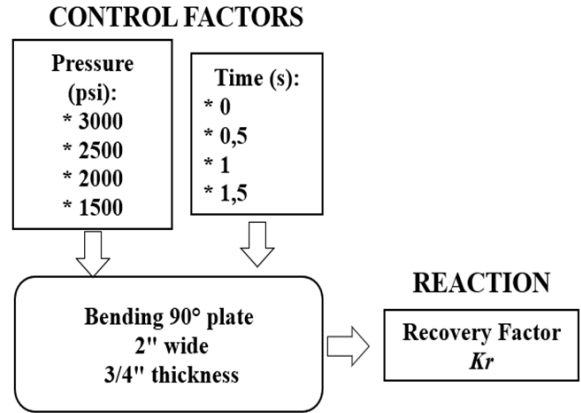 CONTROL FACTORS
Pressure
(psi):
* 3000
* 2500
* 2000
* 1500
Time (s):
* 0
* 0,5
* 1
* 1,5
Bending 90° plate
2" wide
3/4" thickness
REACTION
Recovery Factor
Kr